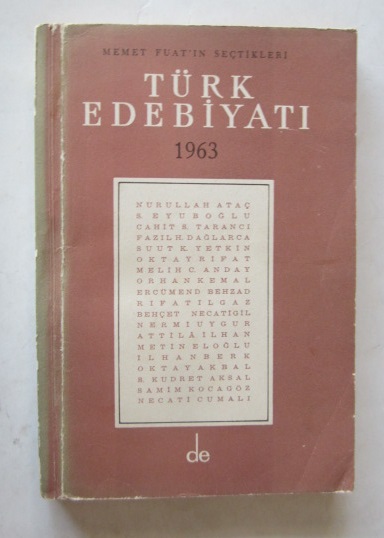 MEMET FUAT'IN SEÇTİKLERİ
TÜRK
EDEBİYATI
1963
NURULLAH ATAÇ
S. EYUBOĞLU
CAHİT S. TARANCI
FAZIL H. DAĞLARCA
SUUT K. YETKİN
OKTAY RIFAT
MELİH C. ANDAY
ORHAN KEMAL
ERCÜMEND BEHZAD
RIFAT ILGAZ
BEHÇET NECATİGİL
NERMİ UYGUR
ATTİLÂ İLHAN
METİN ELOĞLU
İLHAN BERK
OKTAY AKBAL
S. KUDRET AKSAL
SAMİM KOCAGÖZ
NECATİ CUMALI
de